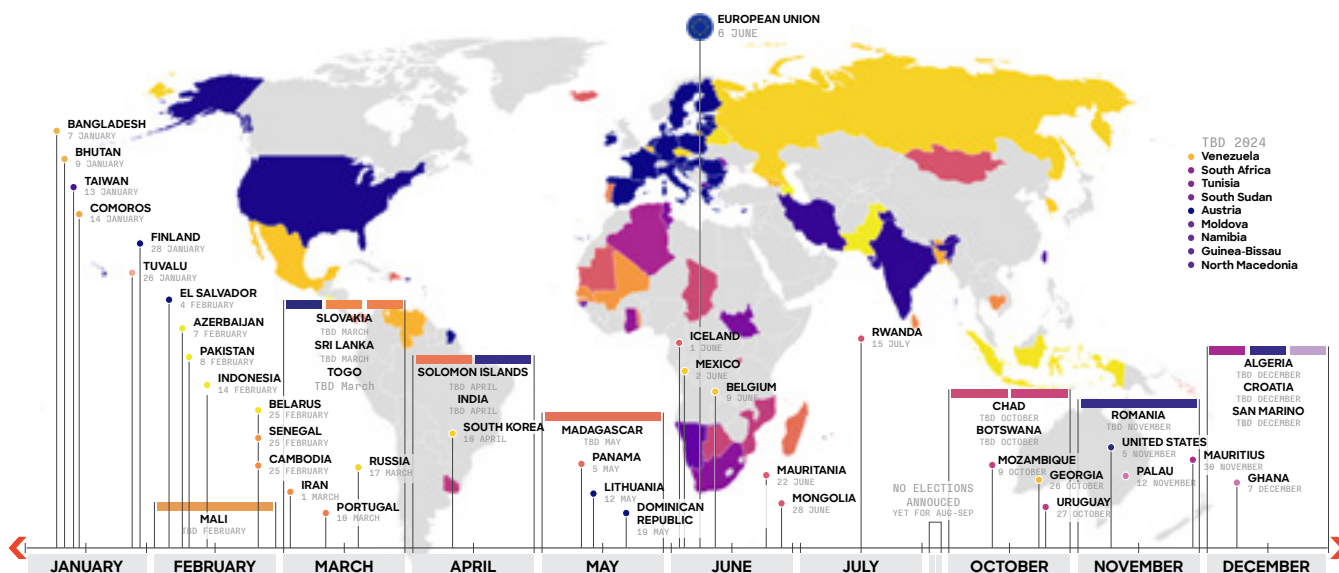 EUROPEAN UNION
6 JUNE
BANGLADESH
7 JANUARY
BHUTAN
9 JANUARY
TAIWAN
13 JANUARY
COMOROS
14 JANUARY
FINLAND
28 JANUARY
TUVALU
26 JANUARY
EL SALVADOR
4 FEBRUARY
AZERBAIJAN
7 FEBRUARY
PAKISTAN
8 FEBRUARY
INDONESIA
14 FEBRUARY
BELARUS
25 FEBRUARY
SENEGAL
25 FEBRUARY
CAMBODIA
25 FEBRUARY
MALI
TBD FEBRUARY
SLOVAKIA
TBD MARCH
SRI LANKA
TBD MARCH
TOGO
TBD March
IRAN
1 MARCH
PORTUGAL
10 MARCH
RUSSIA
17 MARCH
SOLOMON ISLANDS
TBD APRIL
INDIA
TBD APRIL
SOUTH KOREA
10 APRIL
MADAGASCAR
TBD MAY
PANAMA
5 MAY
LITHUANIA
12 MAY
DOMINICAN
REPUBLIC
19 MAY
ICELAND
1 JUNE
MEXICO
2 JUNE
BELGIUM
9 JUNE
MAURITANIA
22 JUNE
MONGOLIA
28 JUNE
RWANDA
15 JULY
NO ELECTIONS
ANNOUCED
YET FOR AUG-SEP
CHAD
TBD OCTOBER
BOTSWANA
TBD OCTOBER
MOZAMBIQUE
9 OCTOBER
GEORGIA
26 OCTOBER
URUGUAY
27 OCTOBER
ROMANIA
TBD NOVEMBER
UNITED STATES
5 NOVEMBER
PALAU
12 NOVEMBER
MAURITIUS
30 NOVEMBER
GHANA
7 DECEMBER
ALGERIA
TBD DECEMBER
CROATIA
TBD DECEMBER
SAN MARINO
TBD DECEMBER
TBD 2024
Venezuela
South Africa
Tunisia
South Sudan
Austria
Moldova
Namibia
Guinea-Bissau
North Macedonia
JANUARY
FEBRUARY
MARCH
APRIL
MAY
JUNE
JULY
OCTOBER
NOVEMBER
DECEMBER